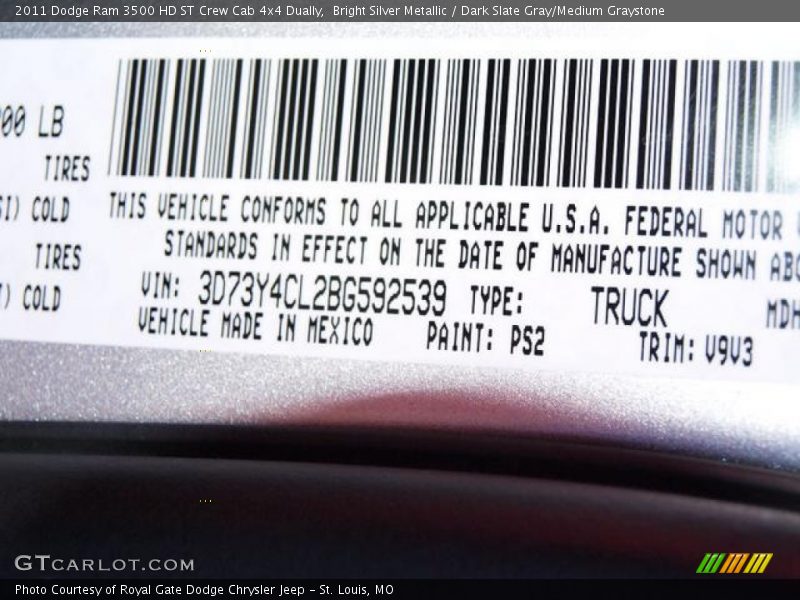 2011 Dodge Ram 3500 HD ST Crew Cab 4x4 Dually,  Bright Silver Metallic / Dark Slate Gray/Medium Graystone
00 LB
TIRES
COLD
TIRES
COLD
THIS VEHICLE CONFORMS TO ALL APPLICABLE U.S.A. FEDERAL MOTOR
STANDARDS IN EFFECT ON THE DATE OF MANUFACTURE SHOWN ABO
VIN: 3D73Y4CL2BG592539 TYPE: TRUCK MDH
VEHICLE MADE IN MEXICO PAINT: PS2 TRIM: V9V3
GTCARLOT.COM
Photo Courtesy of Royal Gate Dodge Chrysler Jeep – St. Louis, MO